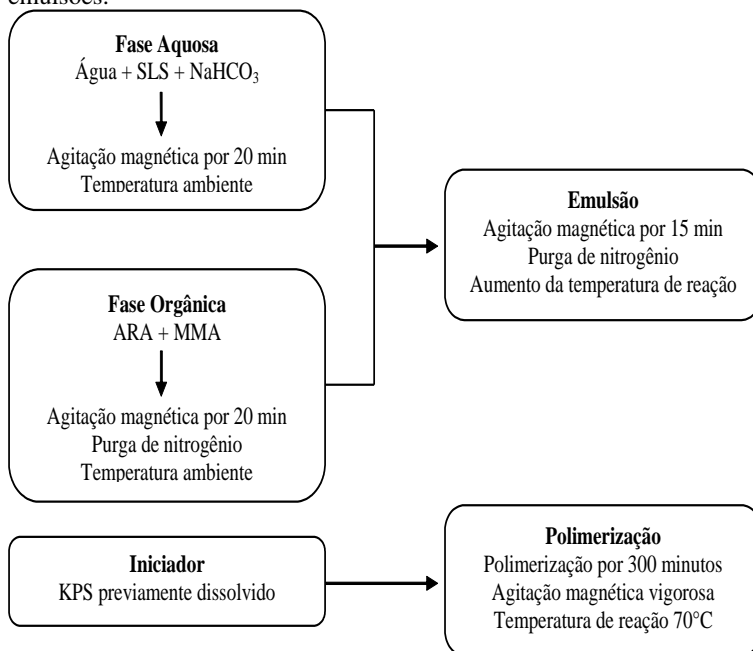 emulsões.
Fase Aquosa
Água + SLS + NaHCO₃
Agitação magnética por 20 min
Temperatura ambiente
Fase Orgânica
ARA + MMA
Agitação magnética por 20 min
Purga de nitrogênio
Temperatura ambiente
Emulsão
Agitação magnética por 15 min
Purga de nitrogênio
Aumento da temperatura de reação
Iniciador
KPS previamente dissolvido
Polimerização
Polimerização por 300 minutos
Agitação magnética vigorosa
Temperatura de reação 70°C